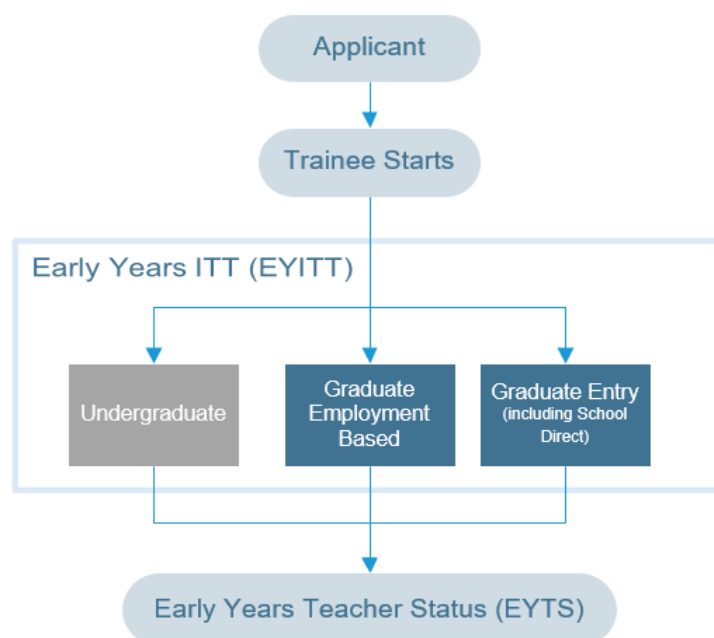 Applicant
Trainee Starts
Early Years ITT (EYITT)
Undergraduate
Graduate
Employment
Based
Graduate Entry
(including School
Direct)
Early Years Teacher Status (EYTS)